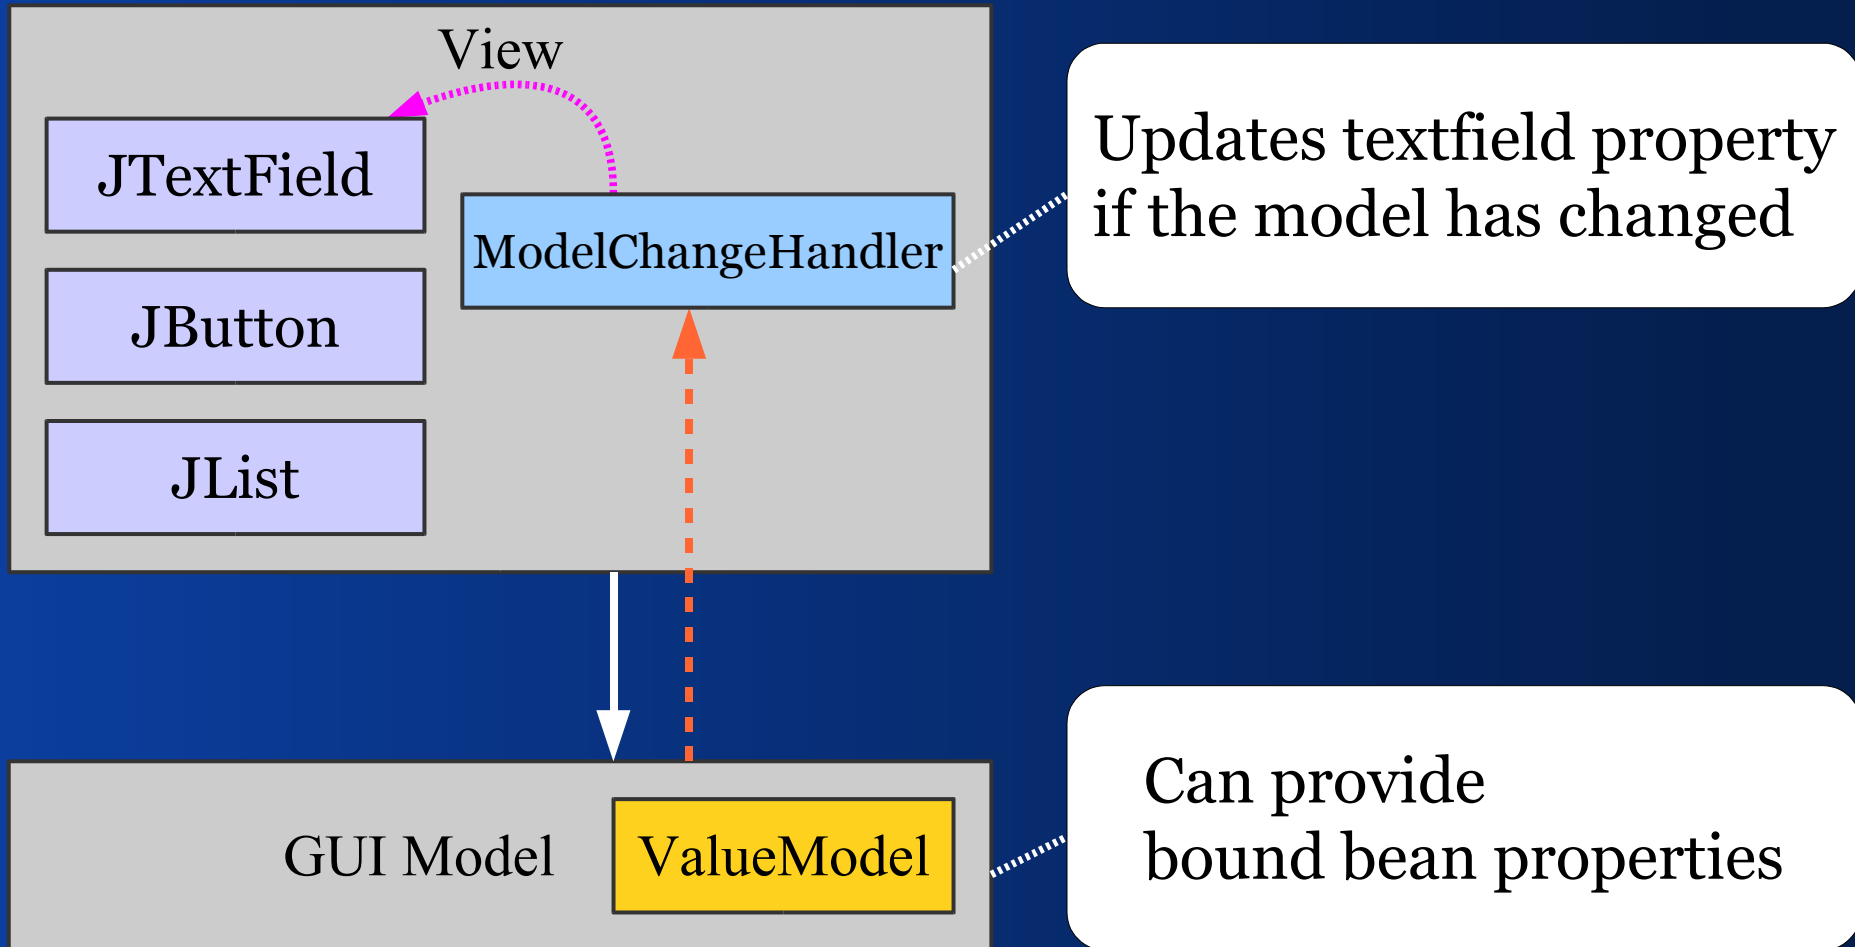 View
JTextField
ModelChangeHandler
JButton
JList
Updates textfield property
if the model has changed
GUI Model
ValueModel
Can provide
bound bean properties